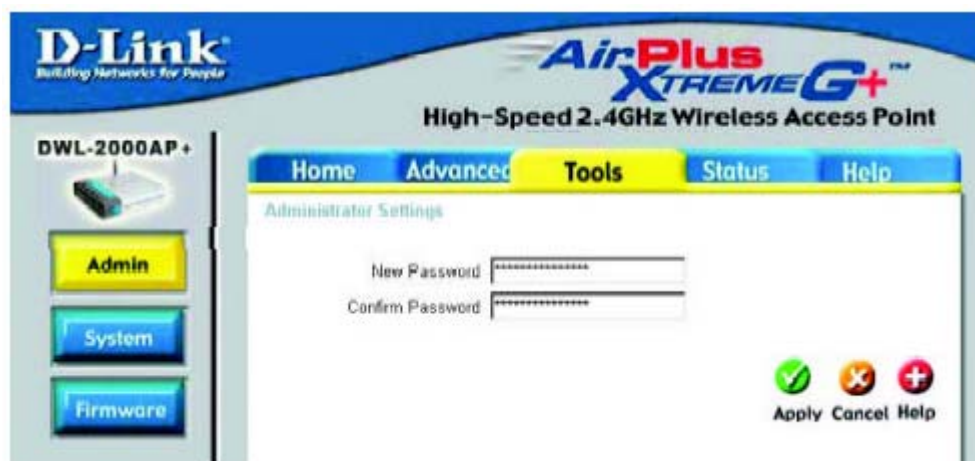 D-Link
Building Networks for People
AirPlus
XTREME G+™
High-Speed 2.4GHz Wireless Access Point
DWL-2000AP+
Home Advanced Tools Status Help
Administrator Settings
New Password ***************
Confirm Password ***************
Admin
System
Firmware
Apply Cancel Help